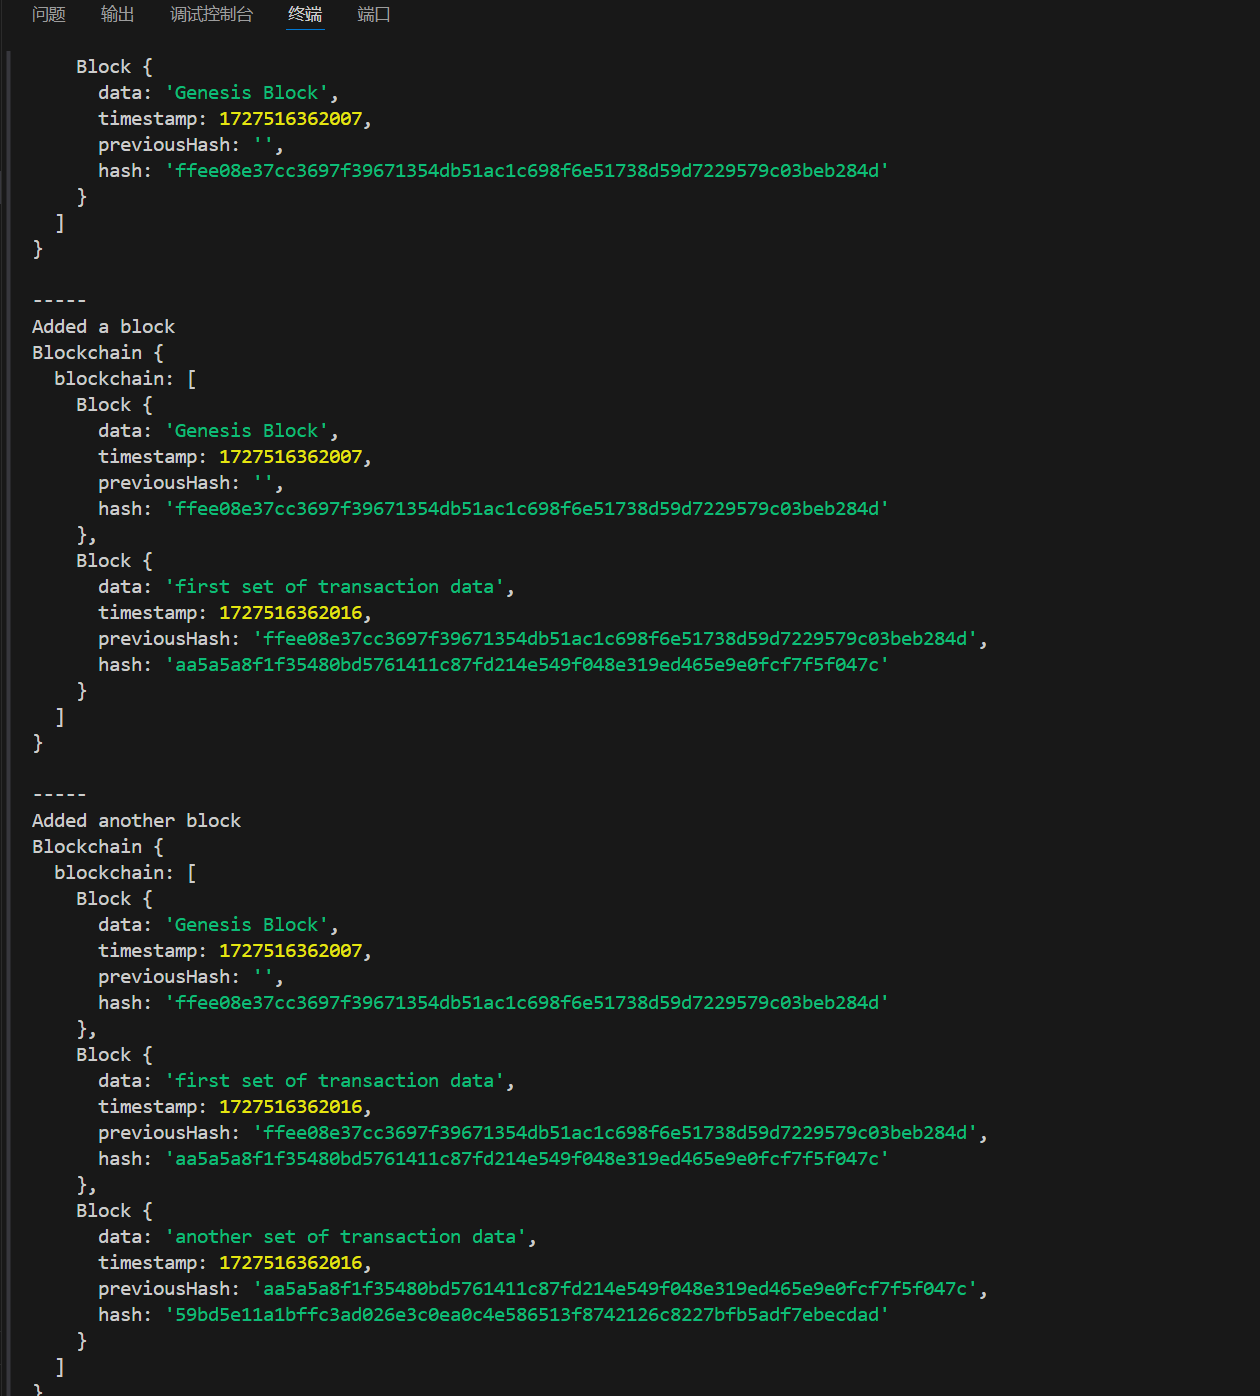 问题 输出 调试控制台 终端 端口
    Block {
      data: 'Genesis Block',
      timestamp: 1727516362007,
      previousHash: '',
      hash: 'ffee08e37cc3697f39671354db51ac1c698f6e51738d59d7229579c03beb284d'
    }
  ]
}

-----
Added a block
Blockchain {
  blockchain: [
    Block {
      data: 'Genesis Block',
      timestamp: 1727516362007,
      previousHash: '',
      hash: 'ffee08e37cc3697f39671354db51ac1c698f6e51738d59d7229579c03beb284d'
    },
    Block {
      data: 'first set of transaction data',
      timestamp: 1727516362016,
      previousHash: 'ffee08e37cc3697f39671354db51ac1c698f6e51738d59d7229579c03beb284d',
      hash: 'aa5a5a8f1f35480bd5761411c87fd214e549f048e319ed465e9e0fcf7f5f047c'
    }
  ]
}

-----
Added another block
Blockchain {
  blockchain: [
    Block {
      data: 'Genesis Block',
      timestamp: 1727516362007,
      previousHash: '',
      hash: 'ffee08e37cc3697f39671354db51ac1c698f6e51738d59d7229579c03beb284d'
    },
    Block {
      data: 'first set of transaction data',
      timestamp: 1727516362016,
      previousHash: 'ffee08e37cc3697f39671354db51ac1c698f6e51738d59d7229579c03beb284d',
      hash: 'aa5a5a8f1f35480bd5761411c87fd214e549f048e319ed465e9e0fcf7f5f047c'
    },
    Block {
      data: 'another set of transaction data',
      timestamp: 1727516362016,
      previousHash: 'aa5a5a8f1f35480bd5761411c87fd214e549f048e319ed465e9e0fcf7f5f047c',
      hash: '59bd5e11a1bffc3ad026e3c0ea0c4e586513f8742126c8227bfb5adf7ebecdad'
    }
  ]
}